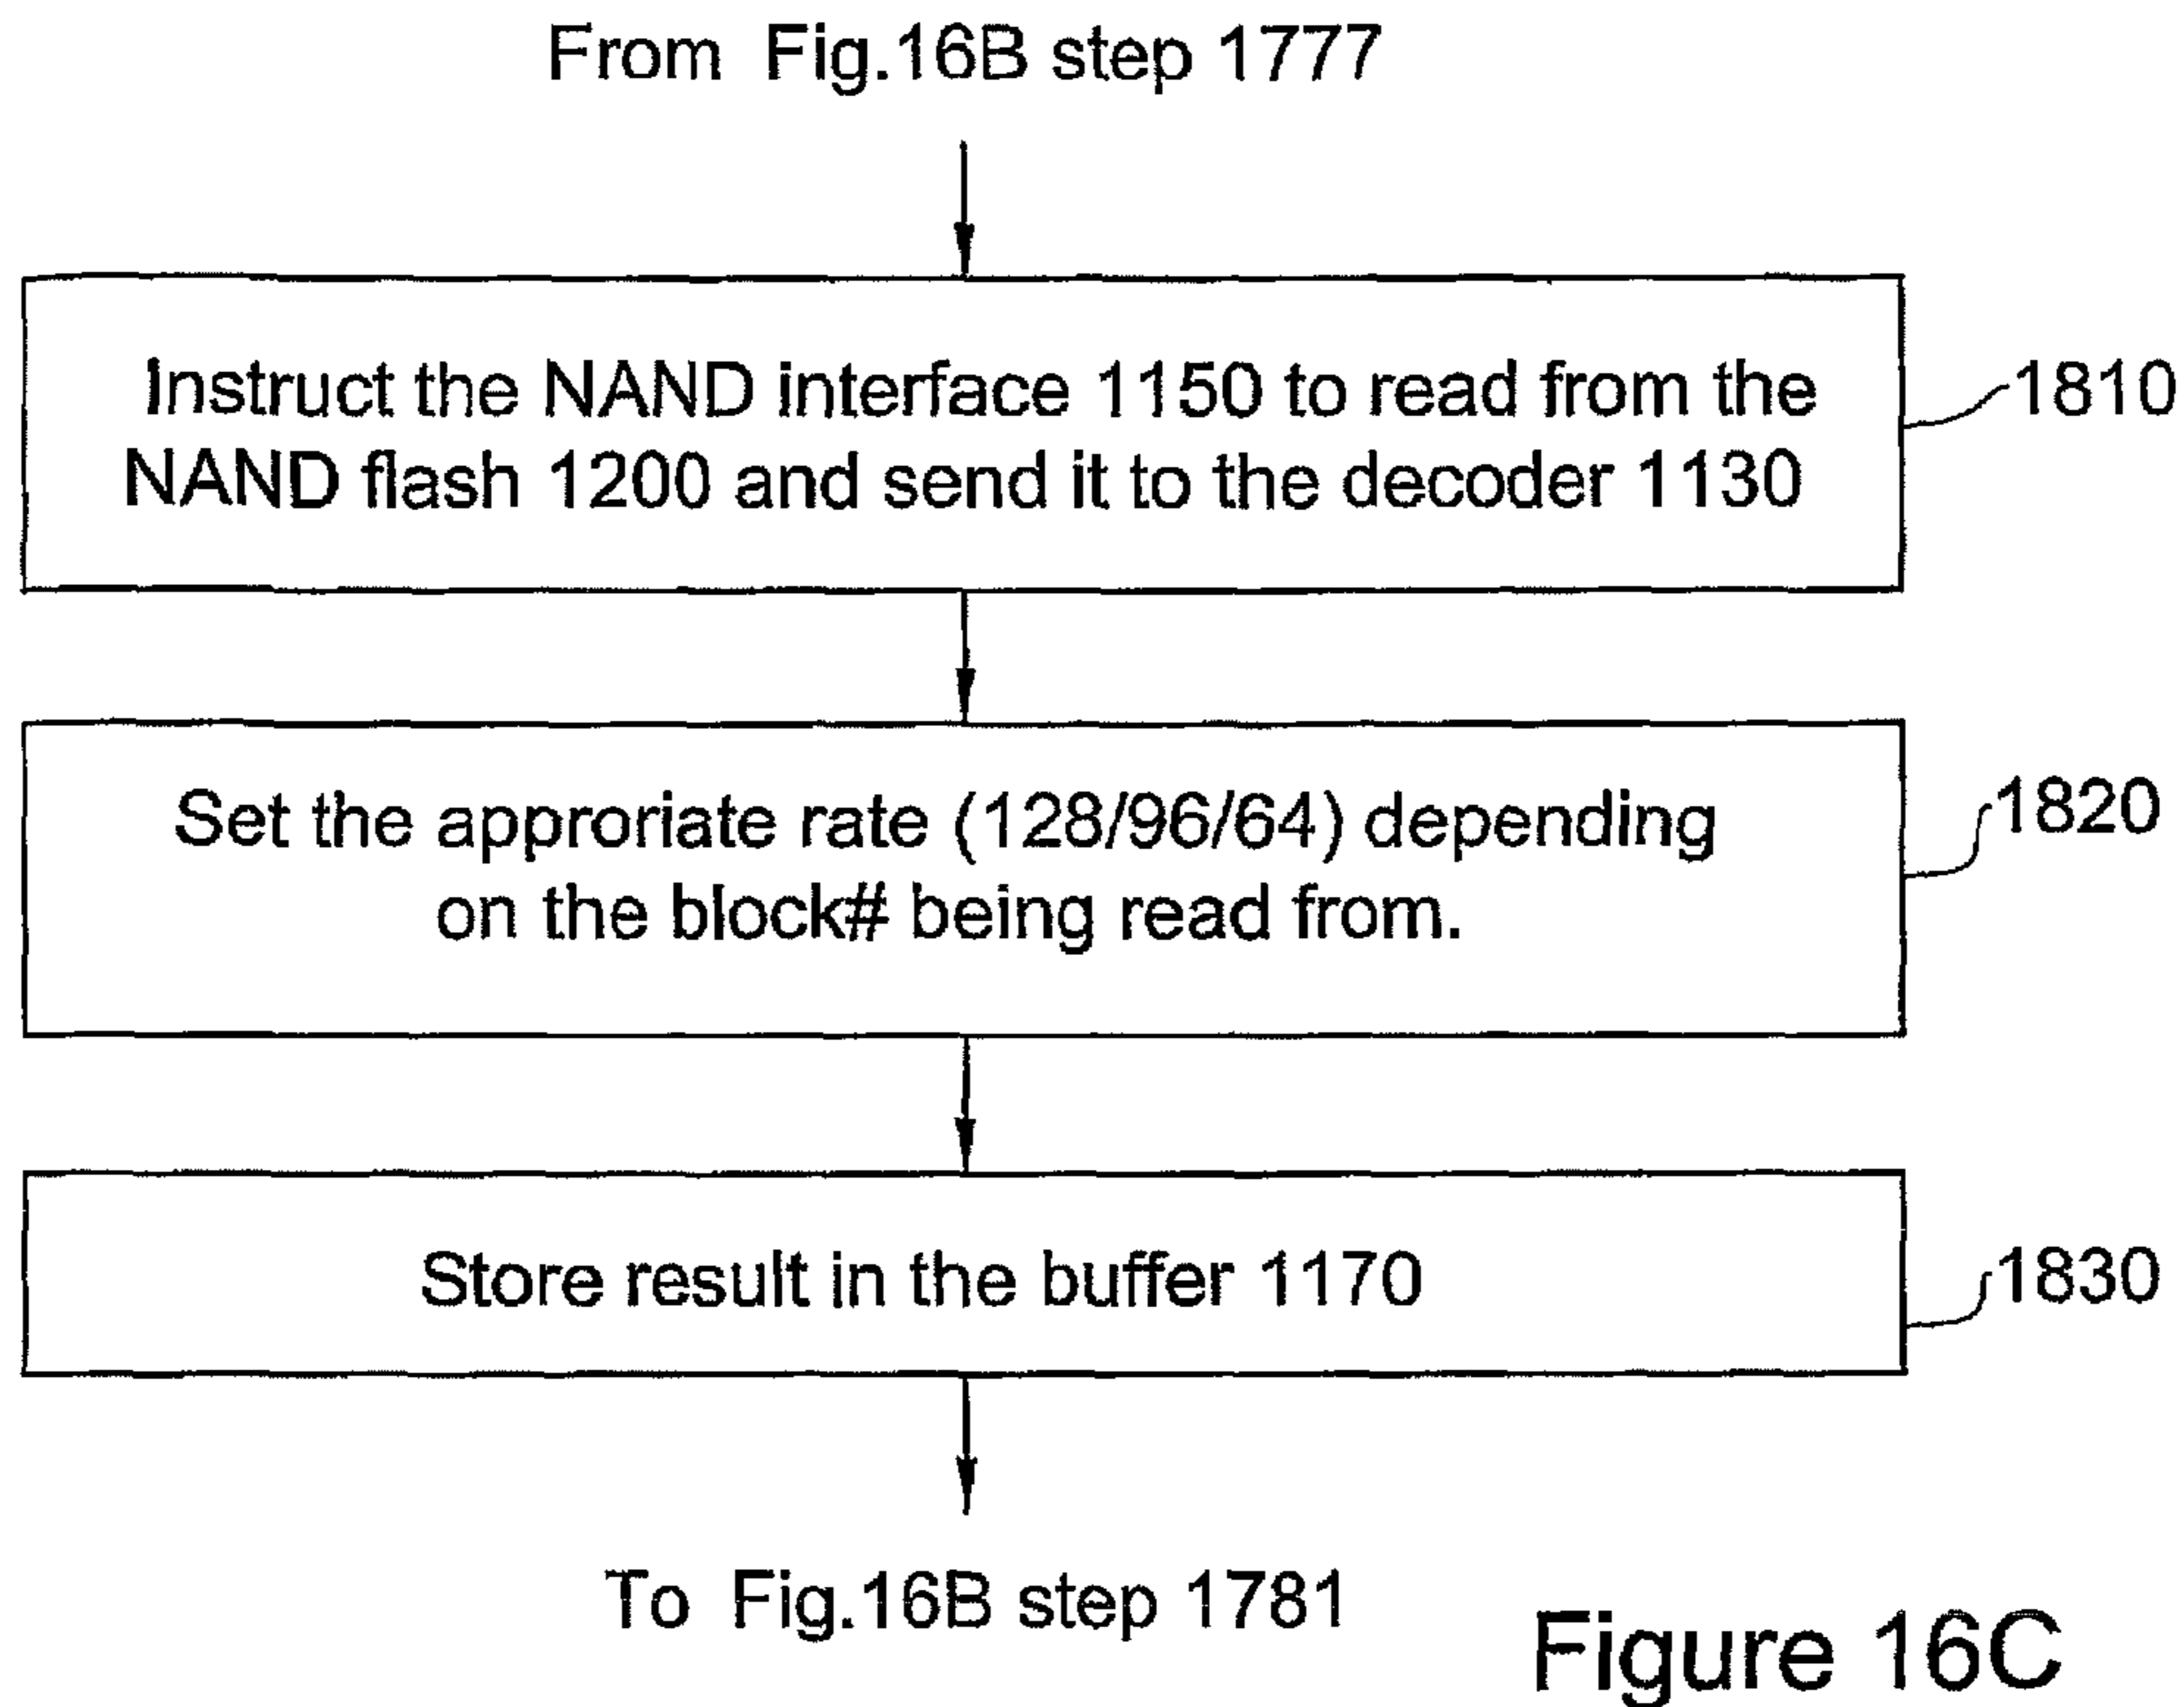 From Fig.16B step 1777
Instruct the NAND interface 1150 to read from the
NAND flash 1200 and send it to the decoder 1130
1810
Set the approriate rate (128/96/64) depending
on the block# being read from.
1820
Store result in the buffer 1170
1830
To Fig.16B step 1781
Figure 16C